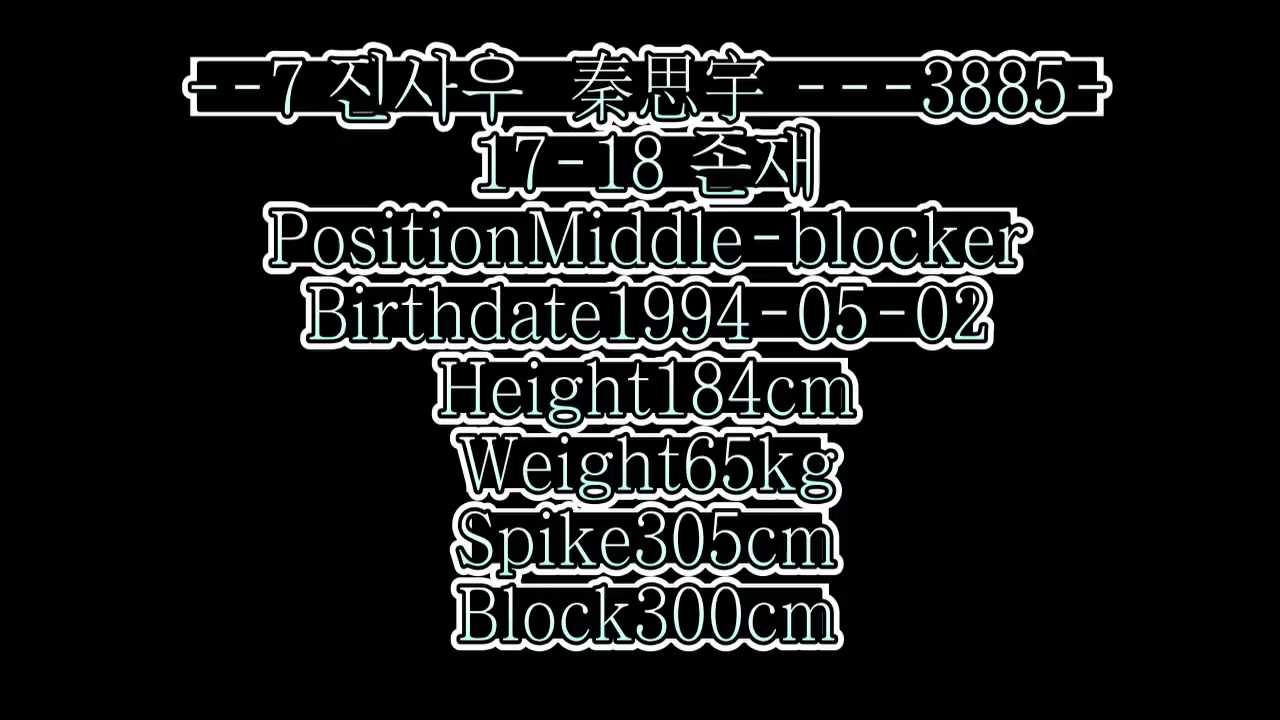 --7 진사우 秦思宇 ---3885-
17-18 존재
PositionMiddle-blocker
Birthdate1994-05-02
Height184cm
Weight65kg
Spike305cm
Block300cm